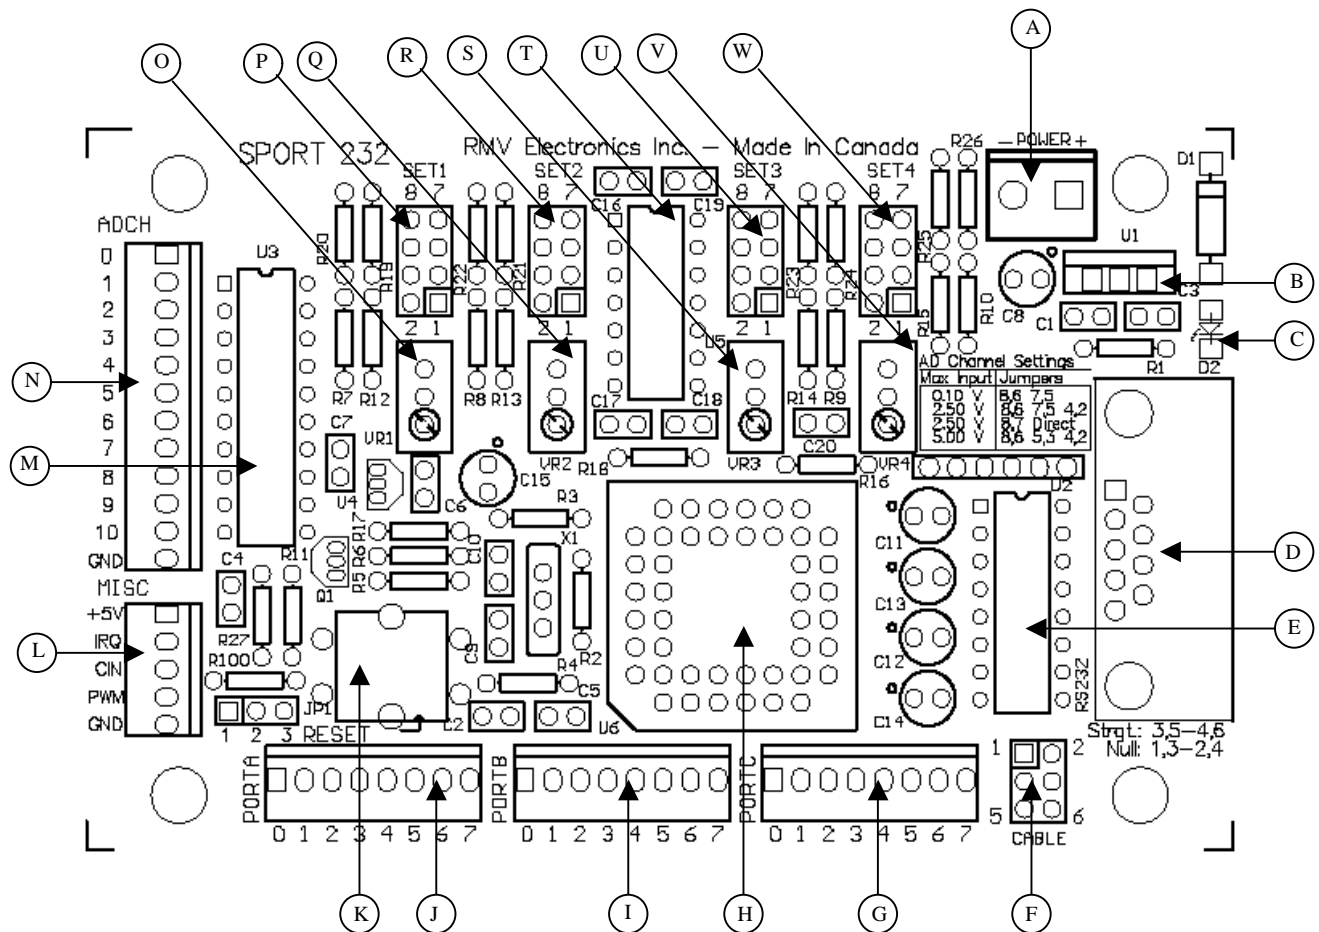 O P Q R S T U V W A
SPORT 232
RMV Electronics Inc. – Made In Canada
R26
–POWER+
D1
SET1
SET2
SET3
SET4
8 7
8 7
8 7
8 7
C16
C19
ADCH
U3
R20
R19
R22
R21
R23
R24
R25
U1
B
0
1
2
3
4
5
6
7
8
9
10
GND
2 1
2 1
2 1
2 1
U5
R15
R10
C8
C1
C3
C
R1
D2
N
R7
R12
R8
R13
C17
C18
R14
R9
AD Channel Settings
Max Input Jumpers
0.10 V 8,6 7,5
2.50 V 8,6 7,5 4,2
2.50 V 8,7 Direct
5.00 V 8,6 5,3 4,2
C7
VR1
VR2
VR3
C20
VR4
M
U4
C6
C15
R18
R16
U2
R3
R17
C10
X1
C11
D
R11
C4
R6
R5
Q1
C13
MISC
+5V
IRQ
CIN
PWM
GND
L
R27
C9
R2
C12
E
R100
R4
C5
C14
RS232
JP1
1 2 3
RESET
C2
U6
Strgt: 3,5–4,6
Null: 1,3–2,4
PORTA
0 1 2 3 4 5 6 7
PORTB
0 1 2 3 4 5 6 7
PORTC
0 1 2 3 4 5 6 7
1 2
5 6
CABLE
K J I H G F